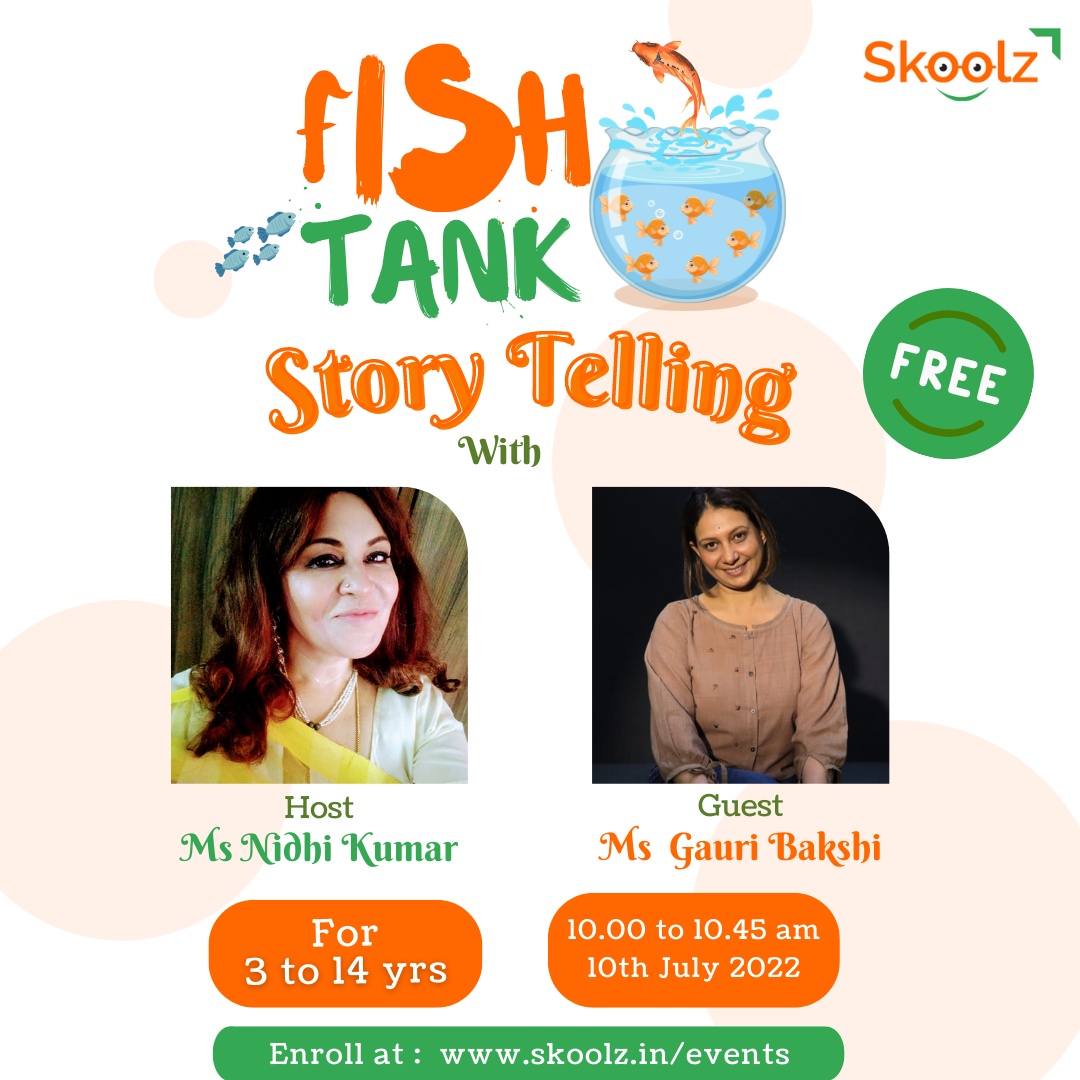 Skoolz
fISH
TANK
Story Telling
With
FREE
Host
Ms Nidhi Kumar
Guest
Ms Gauri Bakshi
For
3 to 14 yrs
10.00 to 10.45 am
10th July 2022
Enroll at : www.skoolz.in/events